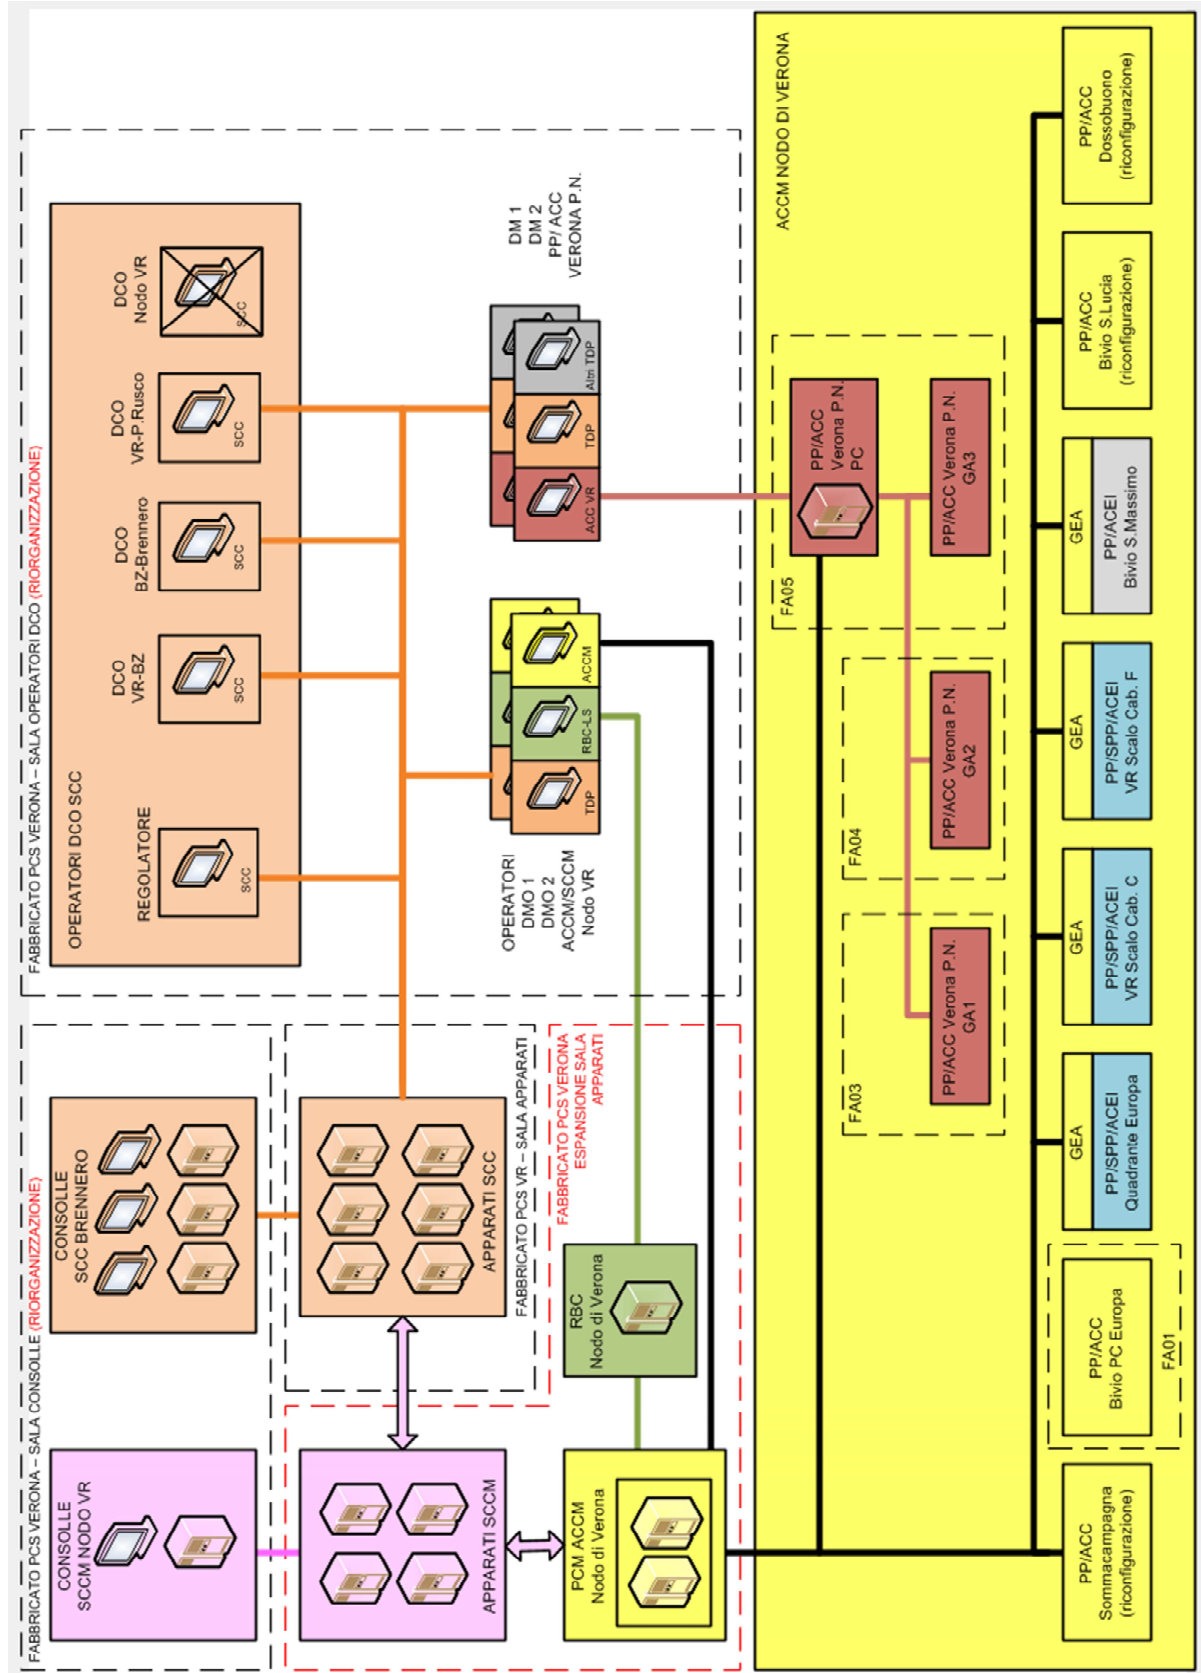 FABBRICATO PCS VERONA – SALA CONSOLLE (RIORGANIZZAZIONE)
CONSOLLE
SCCM NODO VR
CONSOLLE
SCC BRENNERO
FABBRICATO PCS VERONA – SALA OPERATORI DCO (RIORGANIZZAZIONE)
OPERATORI DCO SCC
REGOLATORE
SCC
DCO
VR-BZ
SCC
DCO
BZ-Brennero
SCC
DCO
VR-P.Rusco
SCC
DCO
Nodo VR
SCC
APPARATI SCCM
APPARATI SCC
FABBRICATO PCS VR – SALA APPARATI
FABBRICATO PCS VERONA
ESPANSIONE SALA
APPARATI
OPERATORI
DMO 1
DMO 2
ACCM/SCCM
Nodo VR
TDP
RBC-LS
ACCM
ACC VR
TDP
Altri TDP
DM 1
DM 2
PP/ ACC
VERONA P.N.
PCM ACCM
Nodo di Verona
RBC
Nodo di Verona
ACCM NODO DI VERONA
FA05
PP/ACC
Verona P.N.
PC
FA03
PP/ACC Verona P.N.
GA1
FA04
PP/ACC Verona P.N.
GA2
PP/ACC Verona P.N.
GA3
PP/ACC
Sommacampagna
(riconfigurazione)
PP/ACC
Bivio PC Europa
FA01
GEA
PP/SPP/ACEI
Quadrante Europa
GEA
PP/SPP/ACEI
VR Scalo Cab. C
GEA
PP/SPP/ACEI
VR Scalo Cab. F
GEA
PP/ACEI
Bivio S.Massimo
PP/ACC
Bivio S.Lucia
(riconfigurazione)
PP/ACC
Dossobuono
(riconfigurazione)